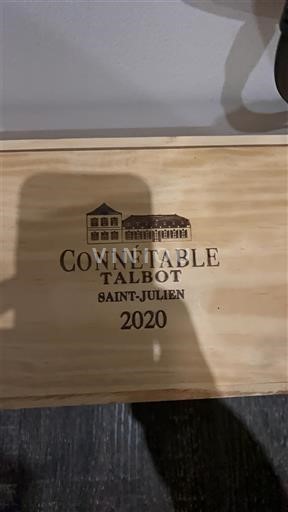 CONNÉTABLE
TALBOT
SAINT-JULIEN
2020